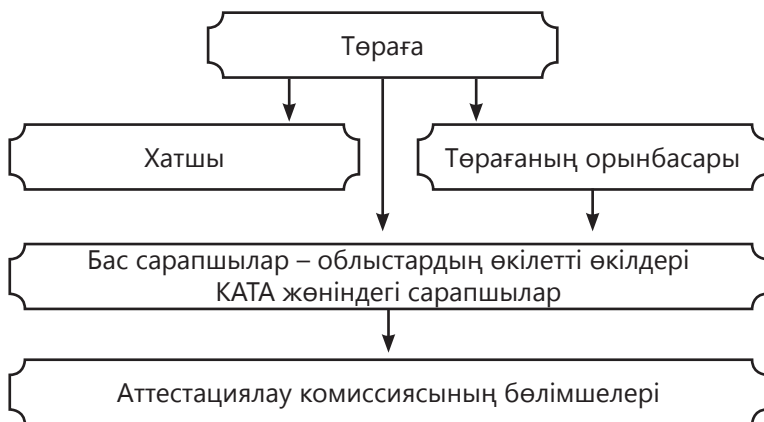 Төраға
Хатшы
Төрағаның орынбасары
Бас сарапшылар – облыстардың өкілетті өкілдері
КАТА жөніндегі сарапшылар
Аттестациялау комиссиясының бөлімшелері